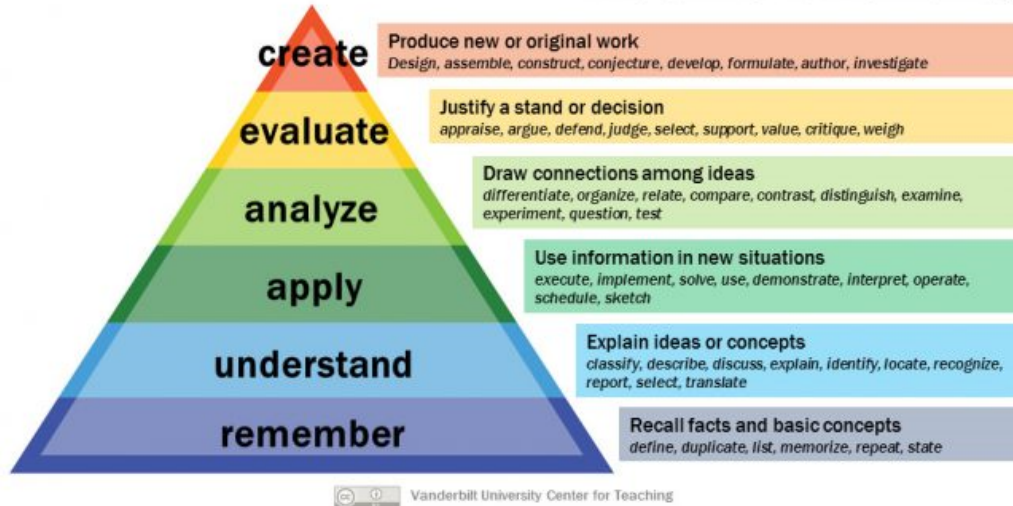 create
Produce new or original work
Design, assemble, construct, conjecture, develop, formulate, author, investigate
evaluate
Justify a stand or decision
appraise, argue, defend, judge, select, support, value, critique, weigh
analyze
Draw connections among ideas
differentiate, organize, relate, compare, contrast, distinguish, examine,
experiment, question, test
apply
Use information in new situations
execute, implement, solve, use, demonstrate, interpret, operate,
schedule, sketch
understand
Explain ideas or concepts
classify, describe, discuss, explain, identify, locate, recognize,
report, select, translate
remember
Recall facts and basic concepts
define, duplicate, list, memorize, repeat, state
cc
Vanderbilt University Center for Teaching